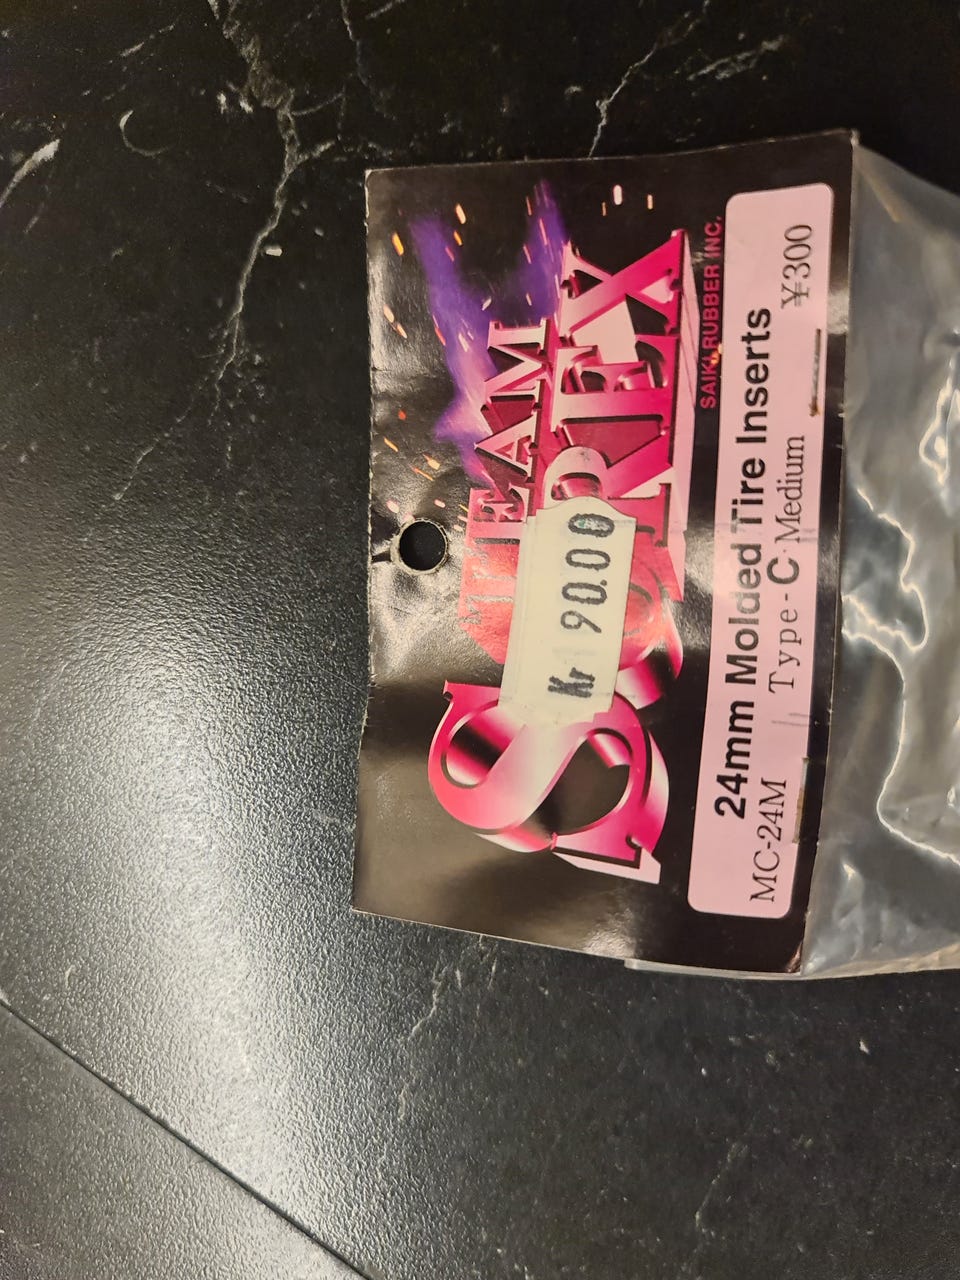 TEAM
SOREX
SAIKI RUBBER INC.
Kr 90.00
24mm Molded Tire Inserts
MC-24M Type - C · Medium ¥300